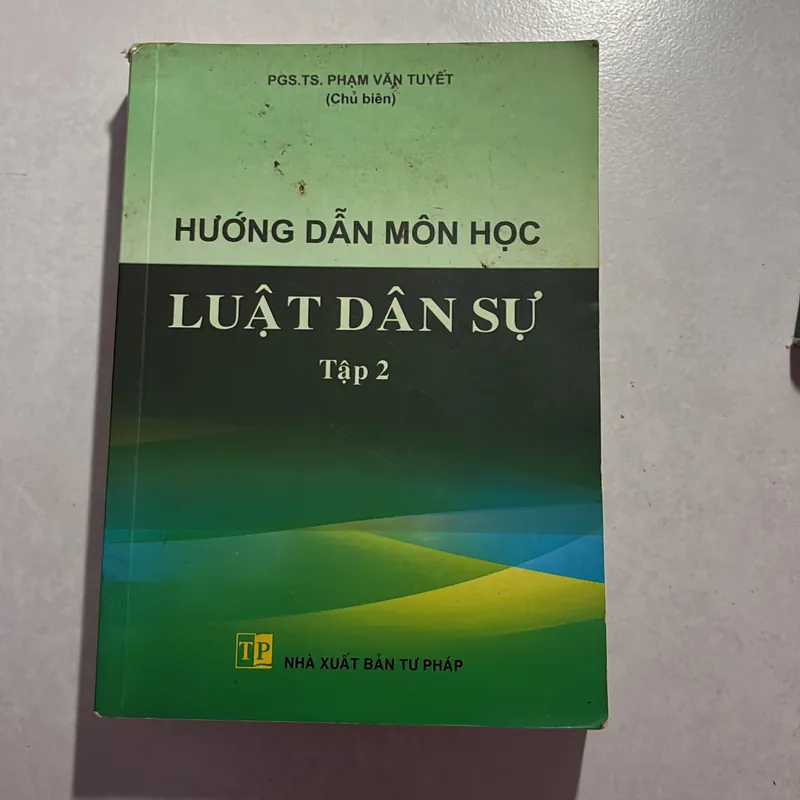 PGS.TS. PHẠM VĂN TUYẾT
(Chủ biên)
HƯỚNG DẪN MÔN HỌC
LUẬT DÂN SỰ
Tập 2
TP
NHÀ XUẤT BẢN TƯ PHÁP